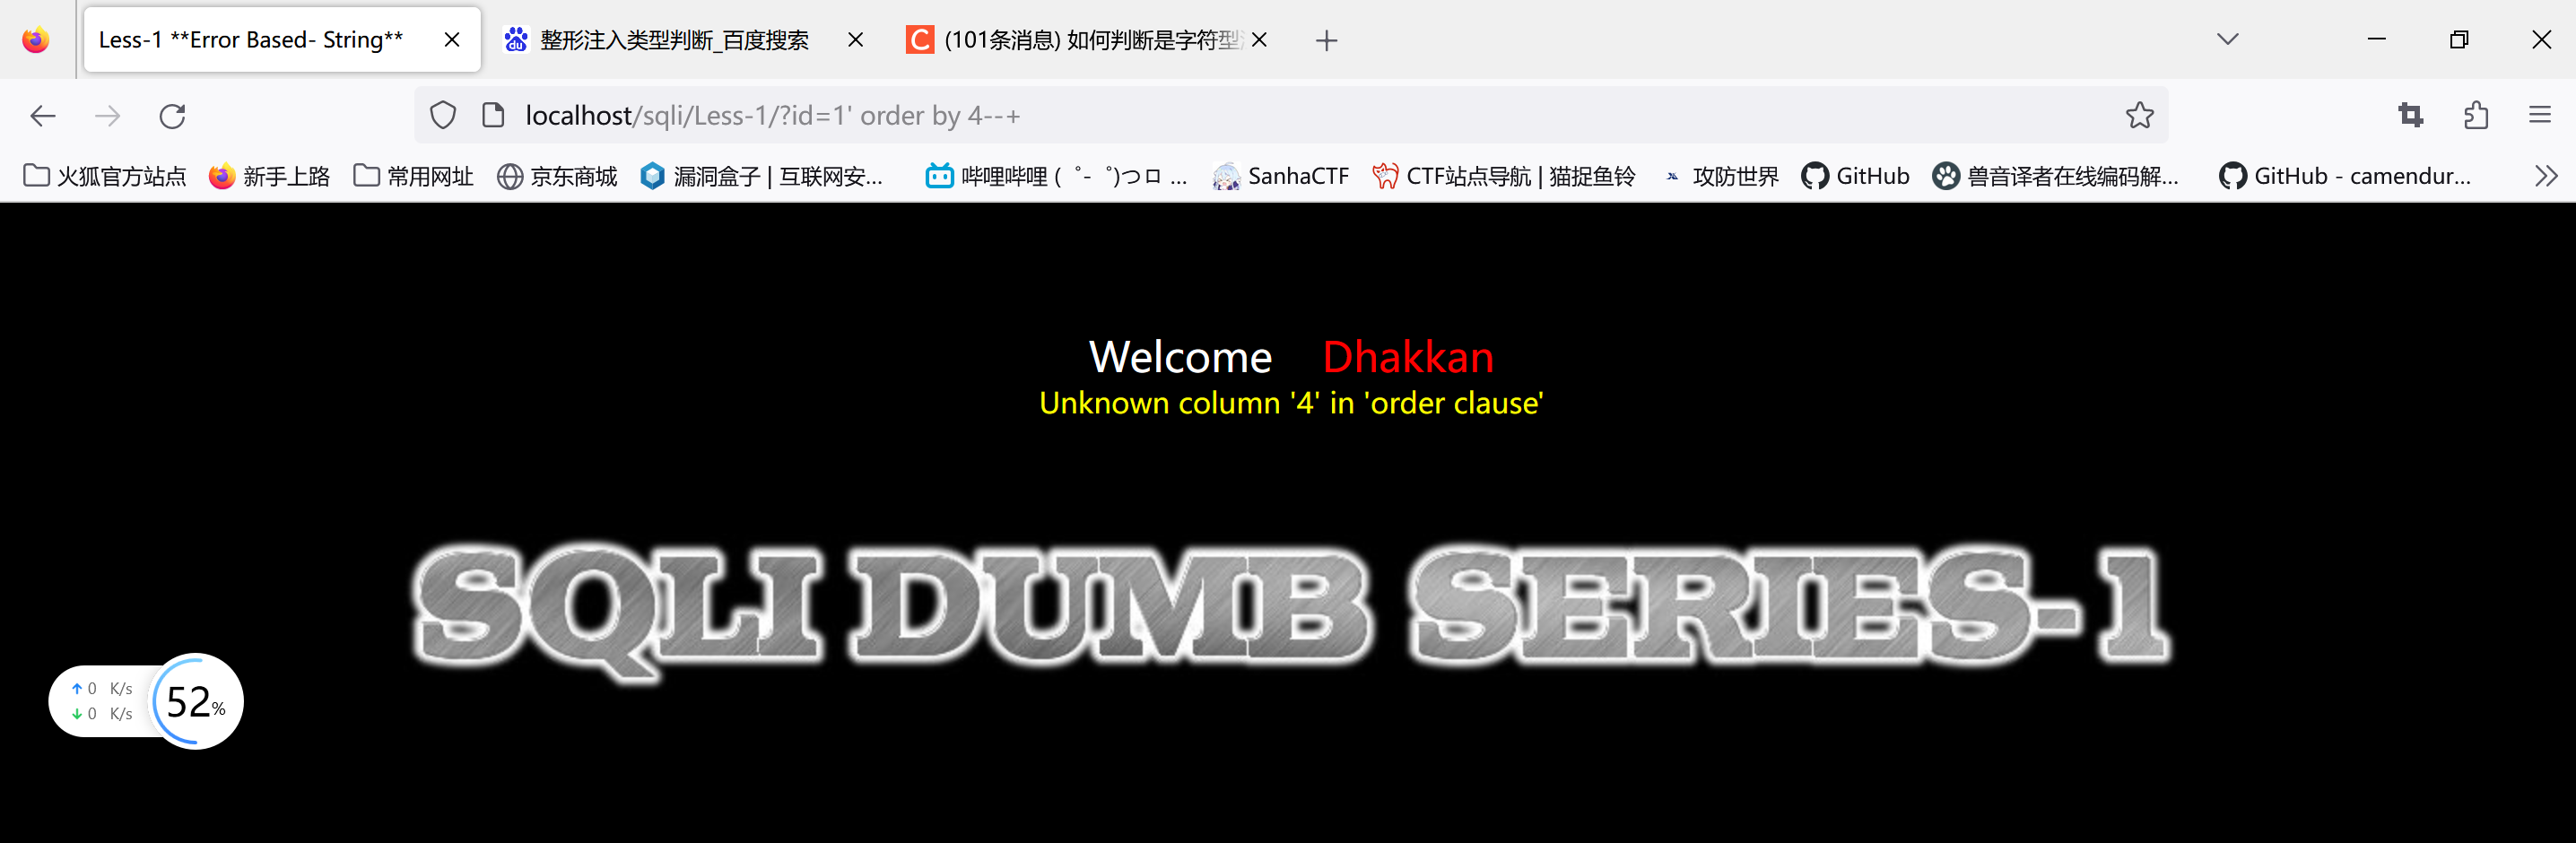 Less-1 **Error Based- String**
整形注入类型判断_百度搜索
(101条消息) 如何判断是字符型
localhost/sqli/Less-1/?id=1' order by 4--+
火狐官方站点 新手上路 常用网址 京东商城 漏洞盒子 | 互联网安... 哔哩哔哩 ( ゜- ゜)つロ ... SanhaCTF CTF站点导航 | 猫捉鱼铃 攻防世界 GitHub 兽音译者在线编码解... GitHub - camendur...
Welcome Dhakkan
Unknown column '4' in 'order clause'
SQLI DUMB SERIES-1
↑ 0 K/s
↓ 0 K/s
52%